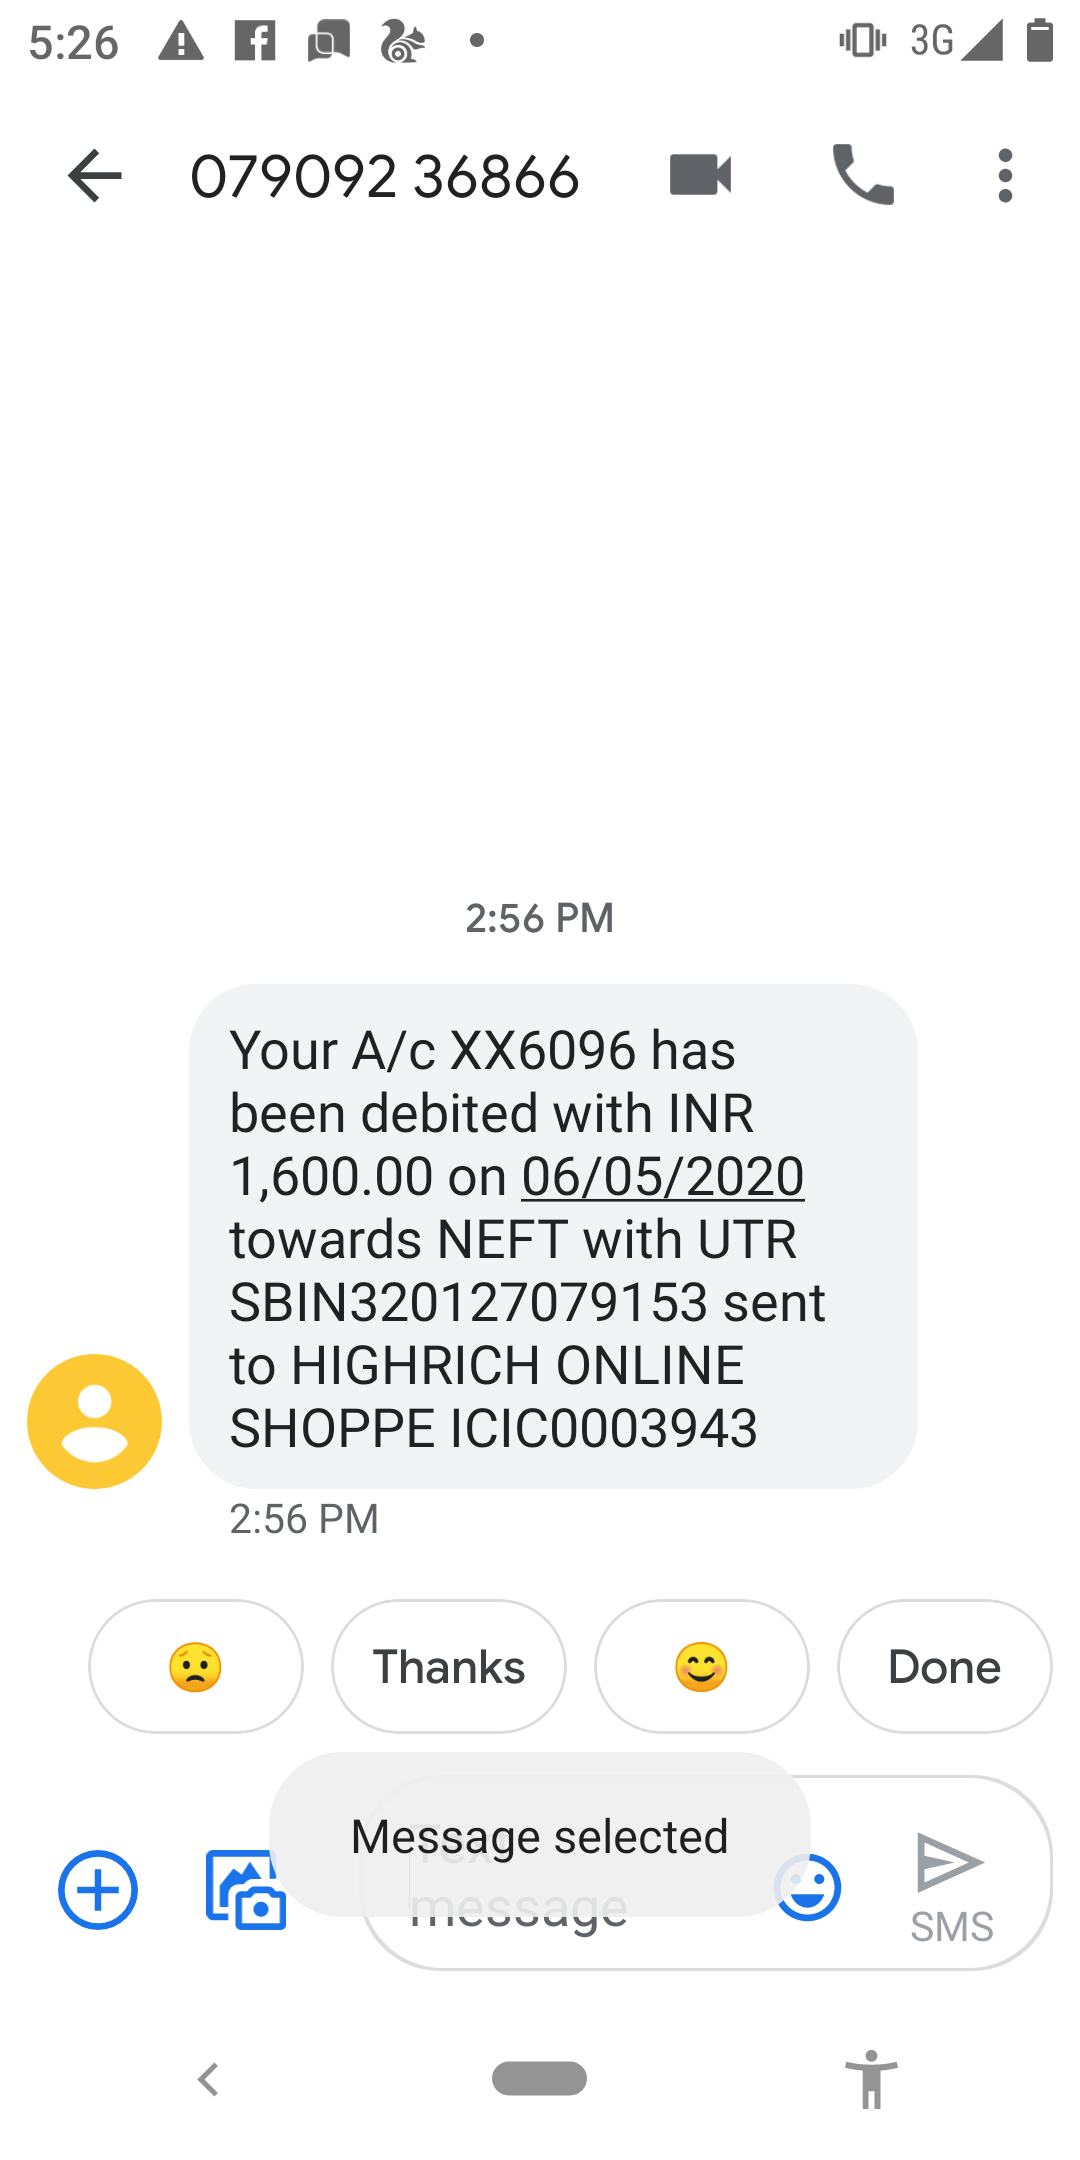 5:26
3G
079092 36866
2:56 PM
Your A/c XX6096 has
been debited with INR
1,600.00 on 06/05/2020
towards NEFT with UTR
SBIN320127079153 sent
to HIGHRICH ONLINE
SHOPPE ICIC0003943
2:56 PM
Thanks
Done
Message selected
Text
message
SMS